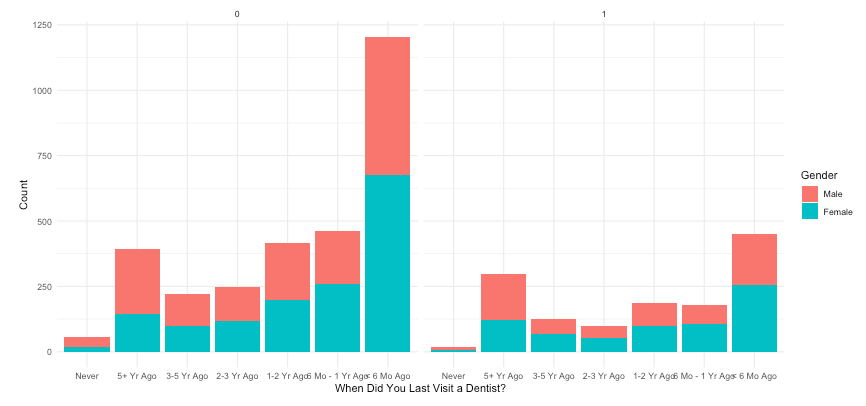 0
1
1250
1000
750
500
250
0
Count
Never
5+ Yr Ago
3-5 Yr Ago
2-3 Yr Ago
1-2 Yr Ago
6 Mo - 1 Yr Ago
< 6 Mo Ago
Never
5+ Yr Ago
3-5 Yr Ago
2-3 Yr Ago
1-2 Yr Ago
6 Mo - 1 Yr Ago
< 6 Mo Ago
When Did You Last Visit a Dentist?
Gender
Male
Female